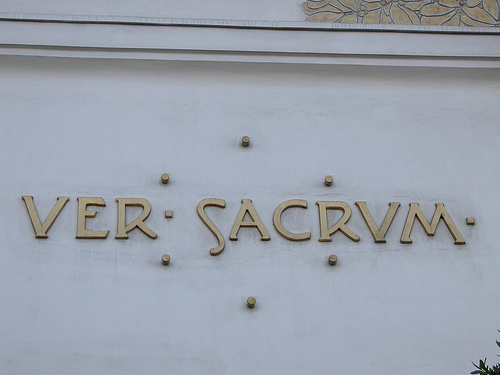 VER · SACRVM ·